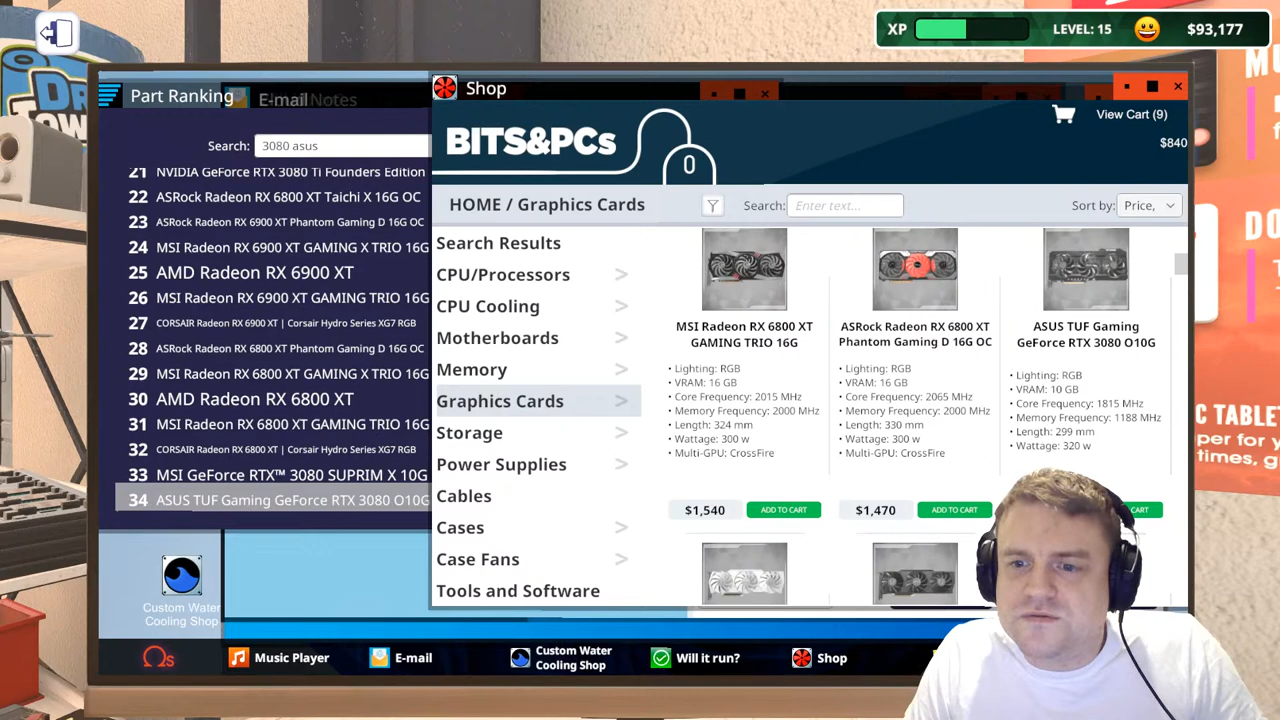 XP
LEVEL: 15
$93,177
Part Ranking
E-mail
Notes
Shop
Search:
3080 asus
21 NVIDIA GeForce RTX 3080 Ti Founders Edition
22 ASRock Radeon RX 6800 XT Taichi X 16G OC
23 ASRock Radeon RX 6900 XT Phantom Gaming D 16G OC
24 MSI Radeon RX 6900 XT GAMING X TRIO 16G
25 AMD Radeon RX 6900 XT
26 MSI Radeon RX 6900 XT GAMING TRIO 16G
27 CORSAIR Radeon RX 6900 XT | Corsair Hydro Series XG7 RGB
28 ASRock Radeon RX 6800 XT Phantom Gaming D 16G OC
29 MSI Radeon RX 6800 XT GAMING X TRIO 16G
30 AMD Radeon RX 6800 XT
31 MSI Radeon RX 6800 XT GAMING TRIO 16G
32 CORSAIR Radeon RX 6800 XT | Corsair Hydro Series XG7 RGB
33 MSI GeForce RTX™ 3080 SUPRIM X 10G
34 ASUS TUF Gaming GeForce RTX 3080 O10G
BITS&PCs
View Cart (9)
$840
HOME / Graphics Cards
Search:
Enter text...
Sort by:
Price,
Search Results
CPU/Processors >
CPU Cooling >
Motherboards >
Memory >
Graphics Cards >
Storage >
Power Supplies >
Cables
Cases >
Case Fans >
Tools and Software
MSI Radeon RX 6800 XT
GAMING TRIO 16G
• Lighting: RGB
• VRAM: 16 GB
• Core Frequency: 2015 MHz
• Memory Frequency: 2000 MHz
• Length: 324 mm
• Wattage: 300 w
• Multi-GPU: CrossFire
$1,540
ADD TO CART
ASRock Radeon RX 6800 XT
Phantom Gaming D 16G OC
• Lighting: RGB
• VRAM: 16 GB
• Core Frequency: 2065 MHz
• Memory Frequency: 2000 MHz
• Length: 330 mm
• Wattage: 300 w
• Multi-GPU: CrossFire
$1,470
ADD TO CART
ASUS TUF Gaming
GeForce RTX 3080 O10G
• Lighting: RGB
• VRAM: 10 GB
• Core Frequency: 1815 MHz
• Memory Frequency: 1188 MHz
• Length: 299 mm
• Wattage: 320 w
CART
Custom Water
Cooling Shop
Music Player
E-mail
Custom Water
Cooling Shop
Will it run?
Shop
C TABLET